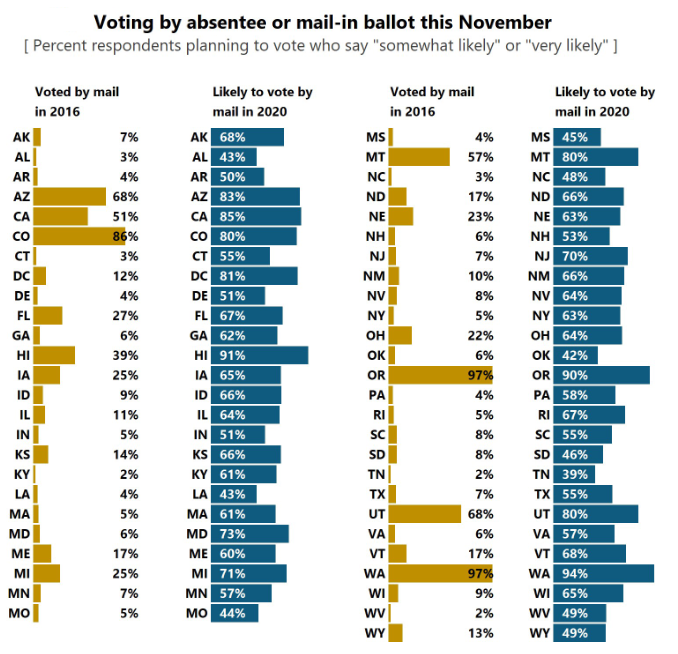 Voting by absentee or mail-in ballot this November
[ Percent respondents planning to vote who say "somewhat likely" or "very likely" ]
Voted by mail in 2016
Likely to vote by mail in 2020
Voted by mail in 2016
Likely to vote by mail in 2020
AK 7% AK 68% MS 4% MS 45%
AL 3% AL 43% MT 57% MT 80%
AR 4% AR 50% NC 3% NC 48%
AZ 68% AZ 83% ND 17% ND 66%
CA 51% CA 85% NE 23% NE 63%
CO 86% CO 80% NH 6% NH 53%
CT 3% CT 55% NJ 7% NJ 70%
DC 12% DC 81% NM 10% NM 66%
DE 4% DE 51% NV 8% NV 64%
FL 27% FL 67% NY 5% NY 63%
GA 6% GA 62% OH 22% OH 64%
HI 39% HI 91% OK 6% OK 42%
IA 25% IA 65% OR 97% OR 90%
ID 9% ID 66% PA 4% PA 58%
IL 11% IL 64% RI 5% RI 67%
IN 5% IN 51% SC 8% SC 55%
KS 14% KS 66% SD 8% SD 46%
KY 2% KY 61% TN 2% TN 39%
LA 4% LA 43% TX 7% TX 55%
MA 5% MA 61% UT 68% UT 80%
MD 6% MD 73% VA 6% VA 57%
ME 17% ME 60% VT 17% VT 68%
MI 25% MI 71% WA 97% WA 94%
MN 7% MN 57% WI 9% WI 65%
MO 5% MO 44% WV 2% WV 49%
WY 13% WY 49%